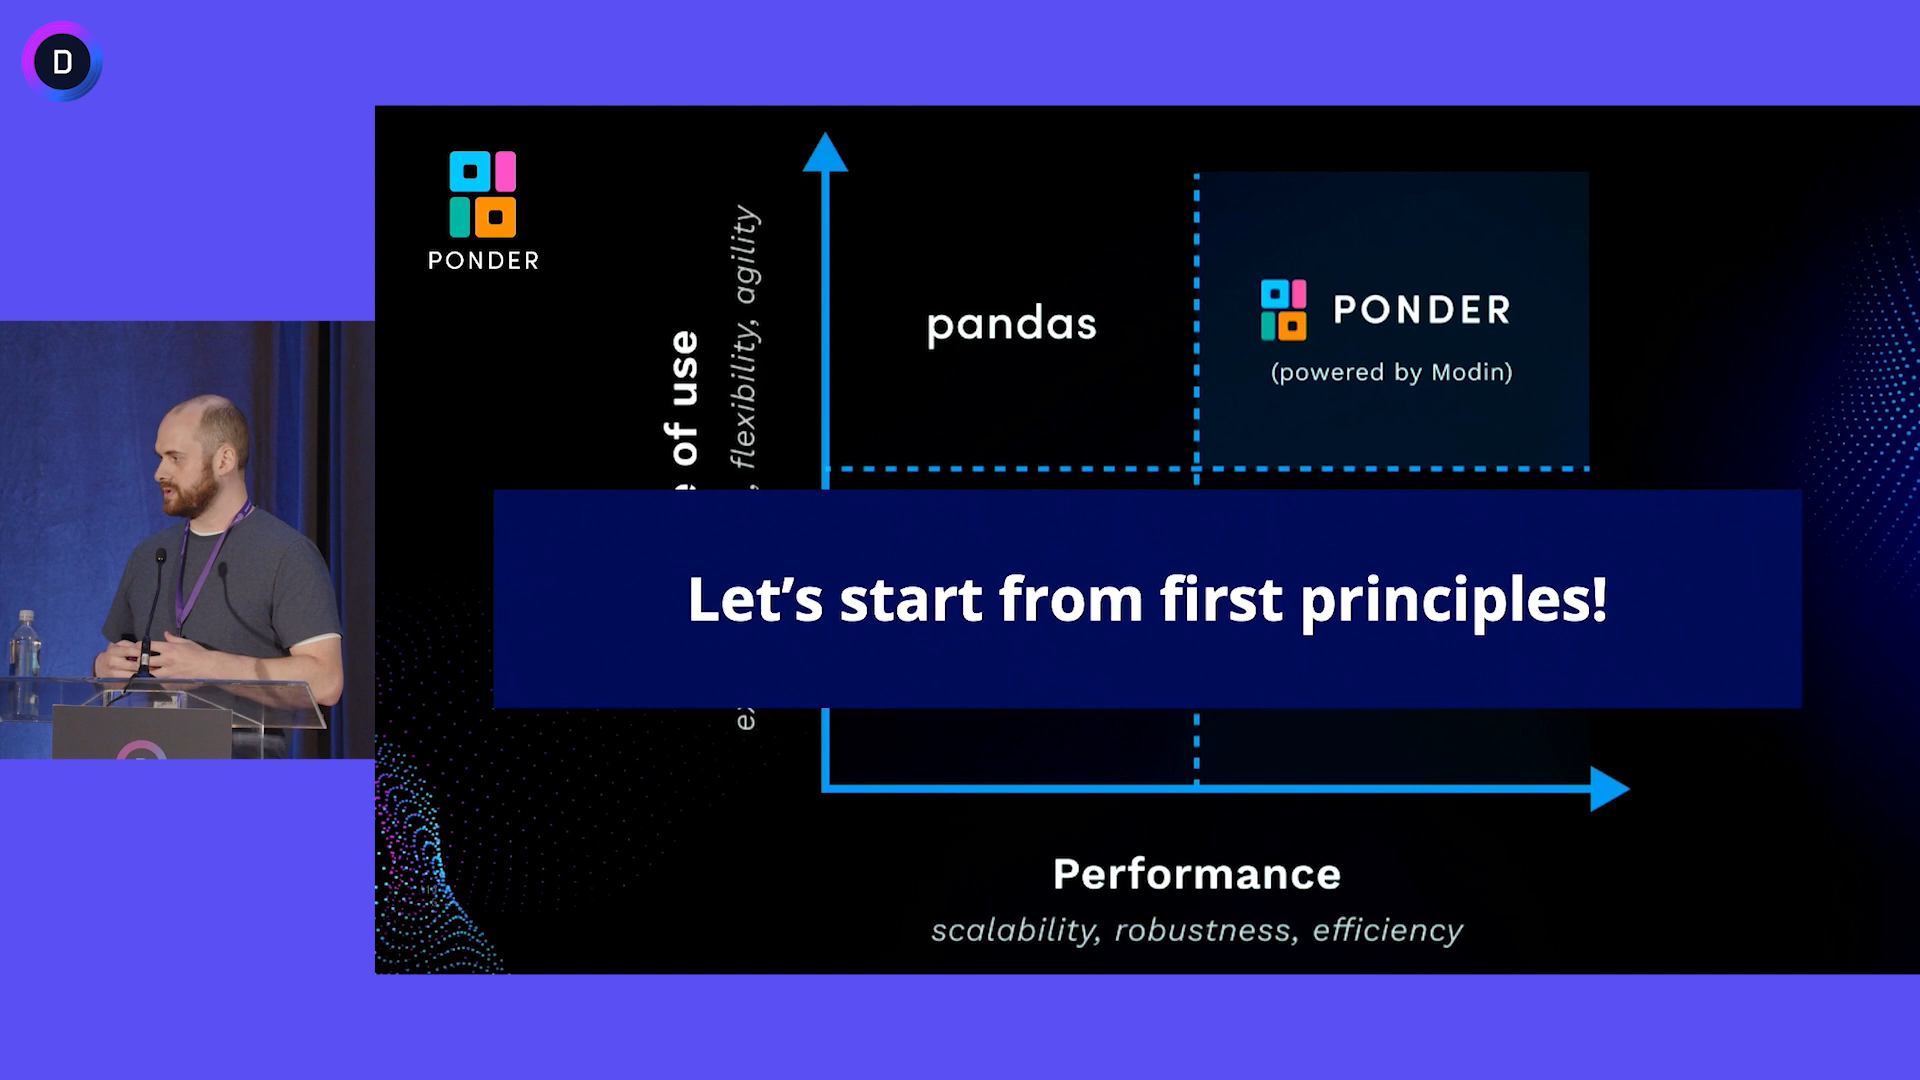 D
PONDER
of use
flexibility, agility
pandas
PONDER
(powered by Modin)
Let’s start from first principles!
Performance
scalability, robustness, efficiency